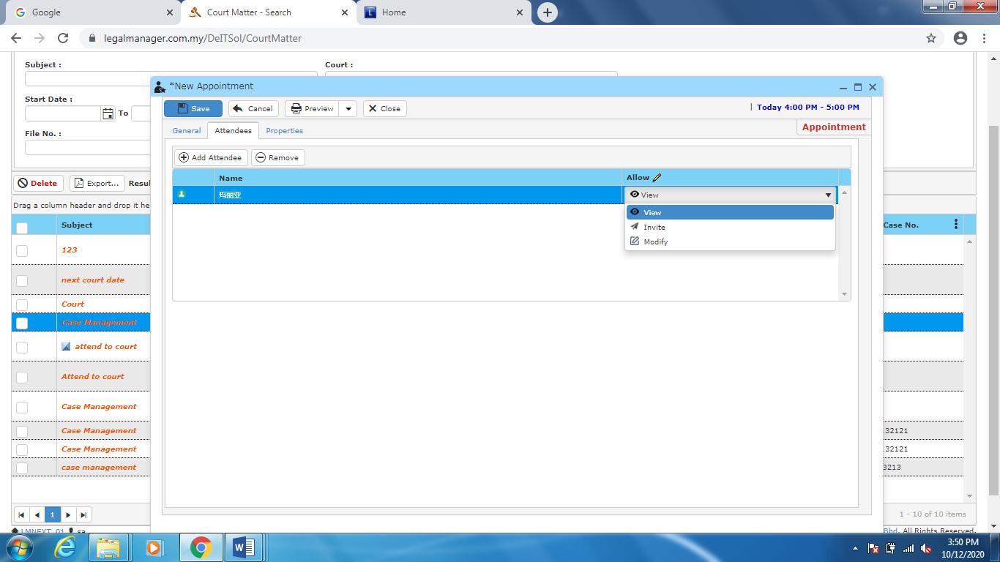 Google
Court Matter - Search
Home
legalmanager.com.my/DeITSol/CourtMatter
Subject :
Court :
Start Date :
To
File No. :
*New Appointment
Save
Cancel
Preview
Close
Today 4:00 PM - 5:00 PM
General
Attendees
Properties
Appointment
Add Attendee
Remove
Name
Allow
玛丽亚
View
View
Invite
Modify
Delete
Export...
Drag a column header and drop it he
Subject
Case No.
123
next court date
Court
Case Management
attend to court
Attend to court
Case Management
Case Management
.32121
Case Management
.32121
case management
3213
1
1 - 10 of 10 items
LMNEXT_01
sa
Bhd. All Rights Reserved.
3:50 PM
10/12/2020